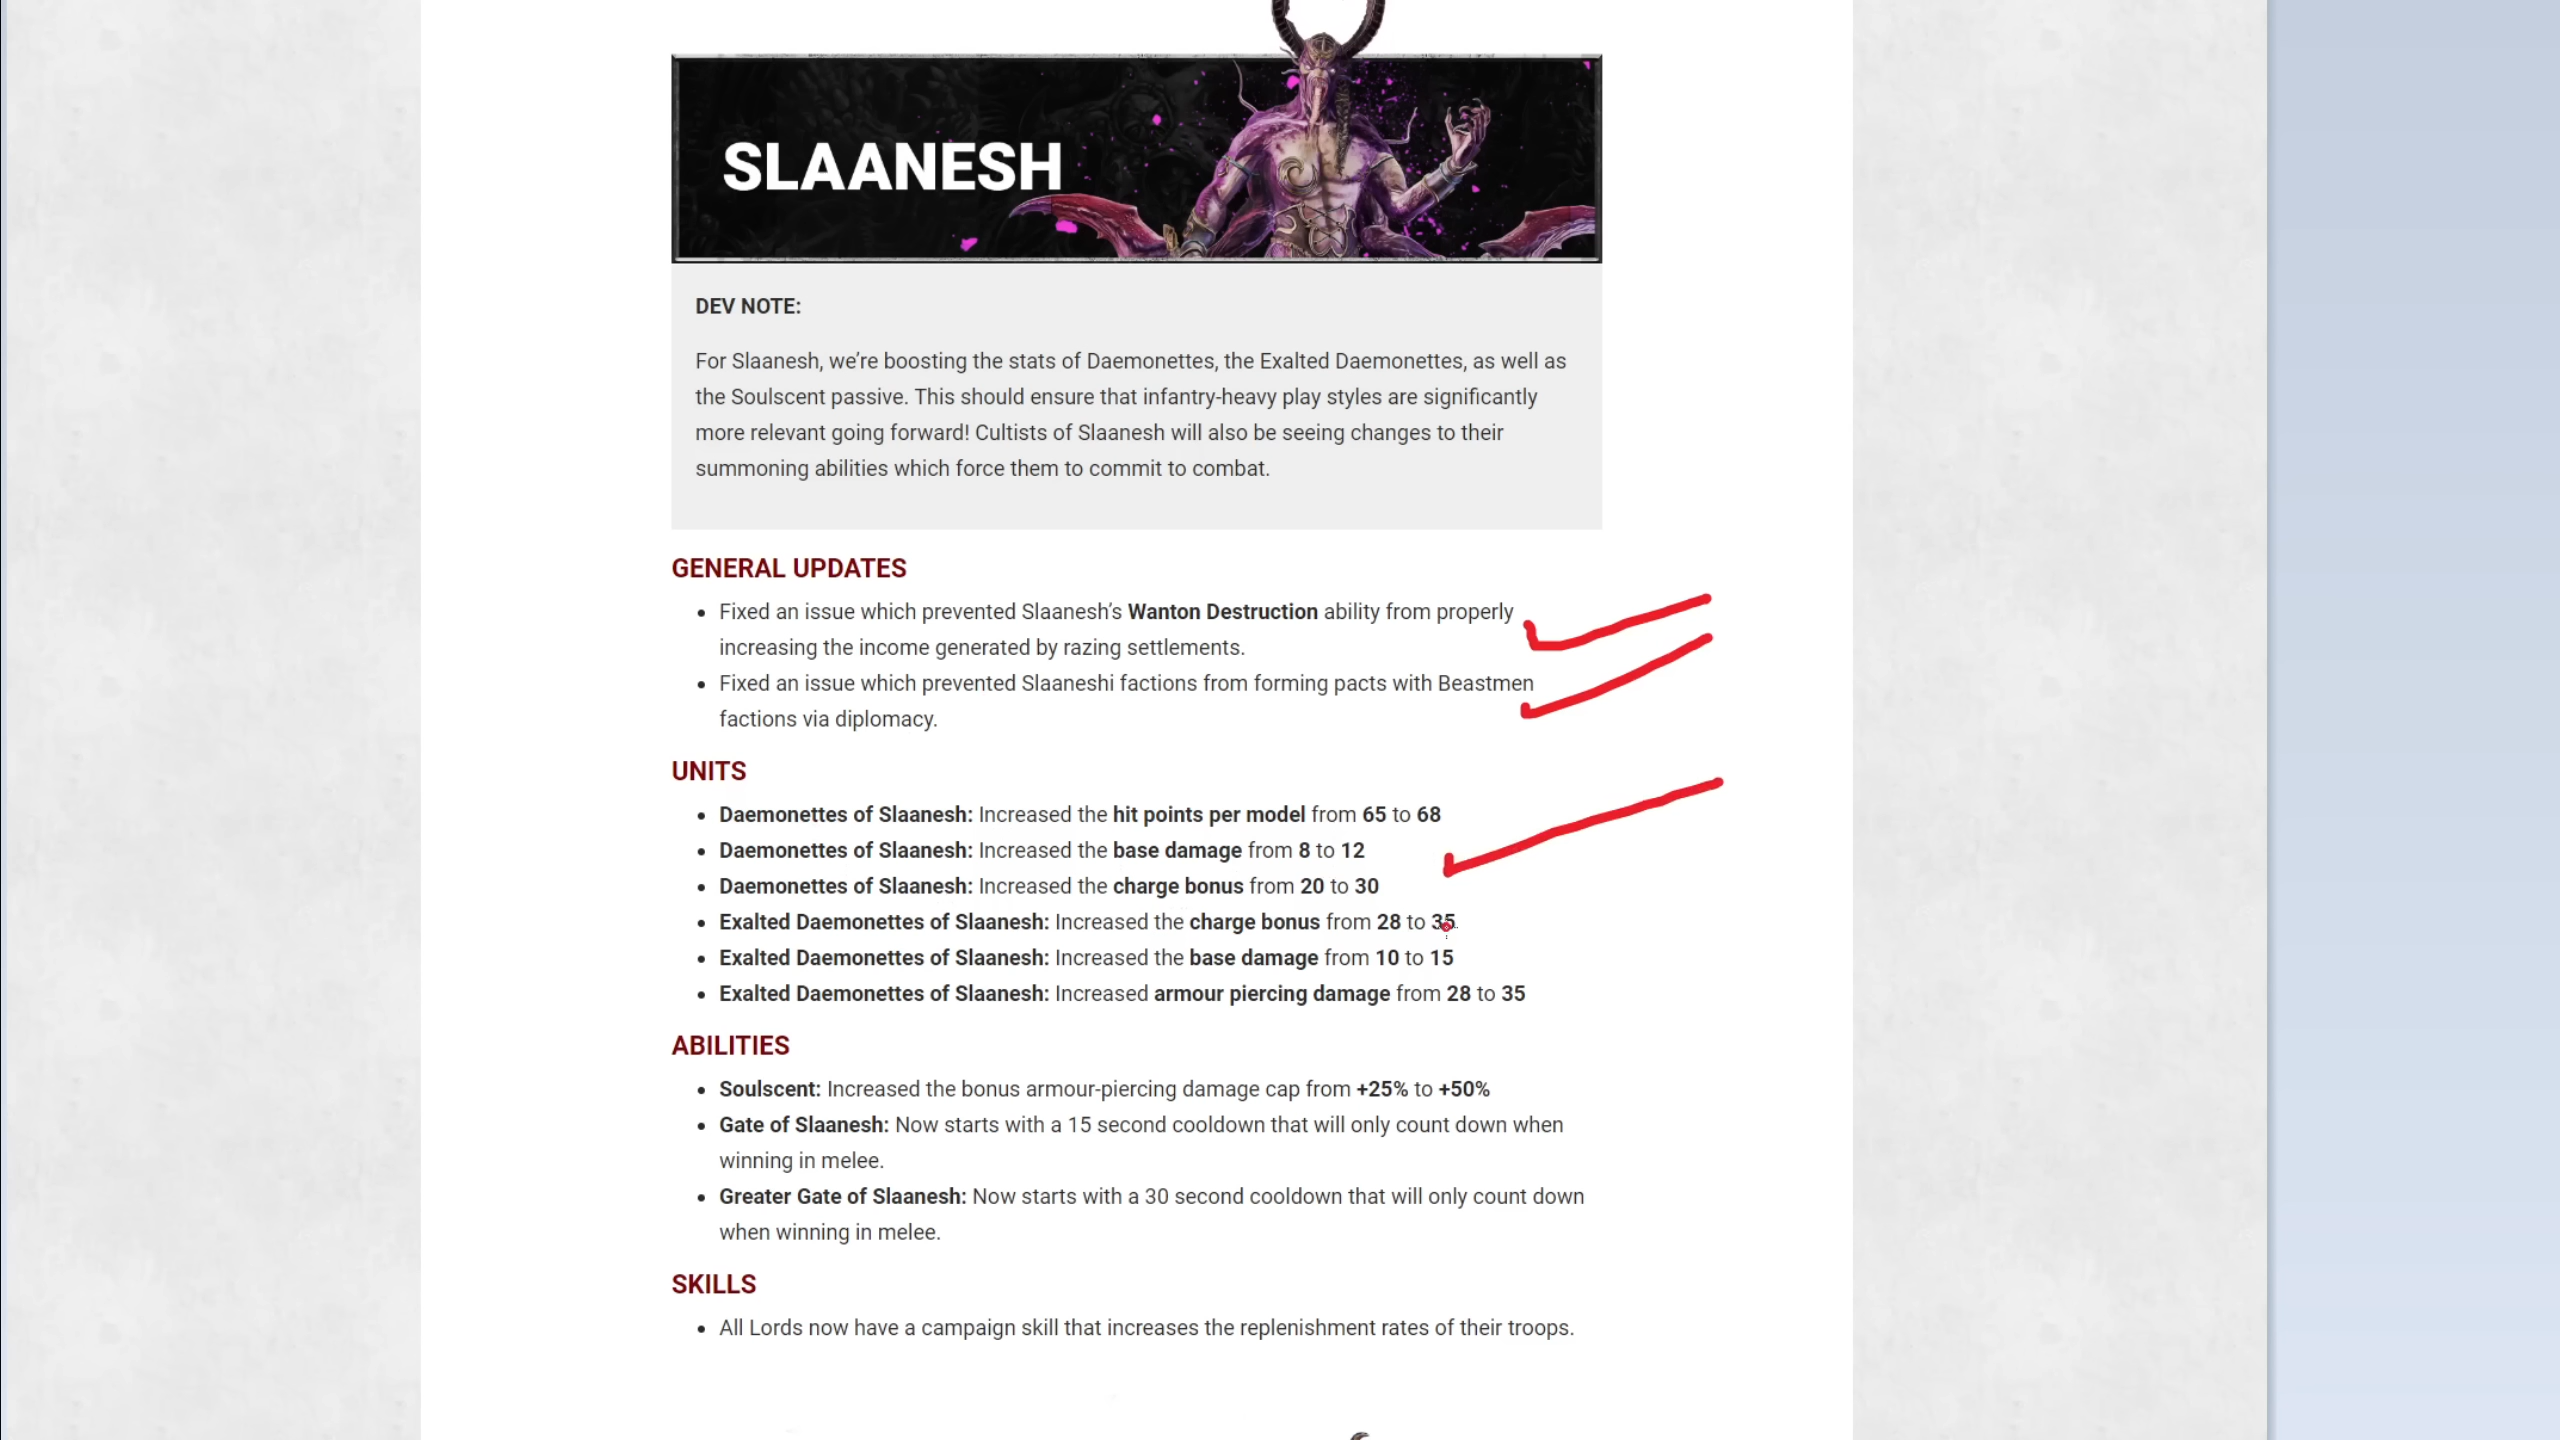 SLAANESH
DEV NOTE:
For Slaanesh, we’re boosting the stats of Daemonettes, the Exalted Daemonettes, as well as
the Soulscent passive. This should ensure that infantry-heavy play styles are significantly
more relevant going forward! Cultists of Slaanesh will also be seeing changes to their
summoning abilities which force them to commit to combat.
GENERAL UPDATES
• Fixed an issue which prevented Slaanesh’s Wanton Destruction ability from properly
increasing the income generated by razing settlements.
• Fixed an issue which prevented Slaaneshi factions from forming pacts with Beastmen
factions via diplomacy.
UNITS
• Daemonettes of Slaanesh: Increased the hit points per model from 65 to 68
• Daemonettes of Slaanesh: Increased the base damage from 8 to 12
• Daemonettes of Slaanesh: Increased the charge bonus from 20 to 30
• Exalted Daemonettes of Slaanesh: Increased the charge bonus from 28 to 35
• Exalted Daemonettes of Slaanesh: Increased the base damage from 10 to 15
• Exalted Daemonettes of Slaanesh: Increased armour piercing damage from 28 to 35
ABILITIES
• Soulscent: Increased the bonus armour-piercing damage cap from +25% to +50%
• Gate of Slaanesh: Now starts with a 15 second cooldown that will only count down when
winning in melee.
• Greater Gate of Slaanesh: Now starts with a 30 second cooldown that will only count down
when winning in melee.
SKILLS
• All Lords now have a campaign skill that increases the replenishment rates of their troops.